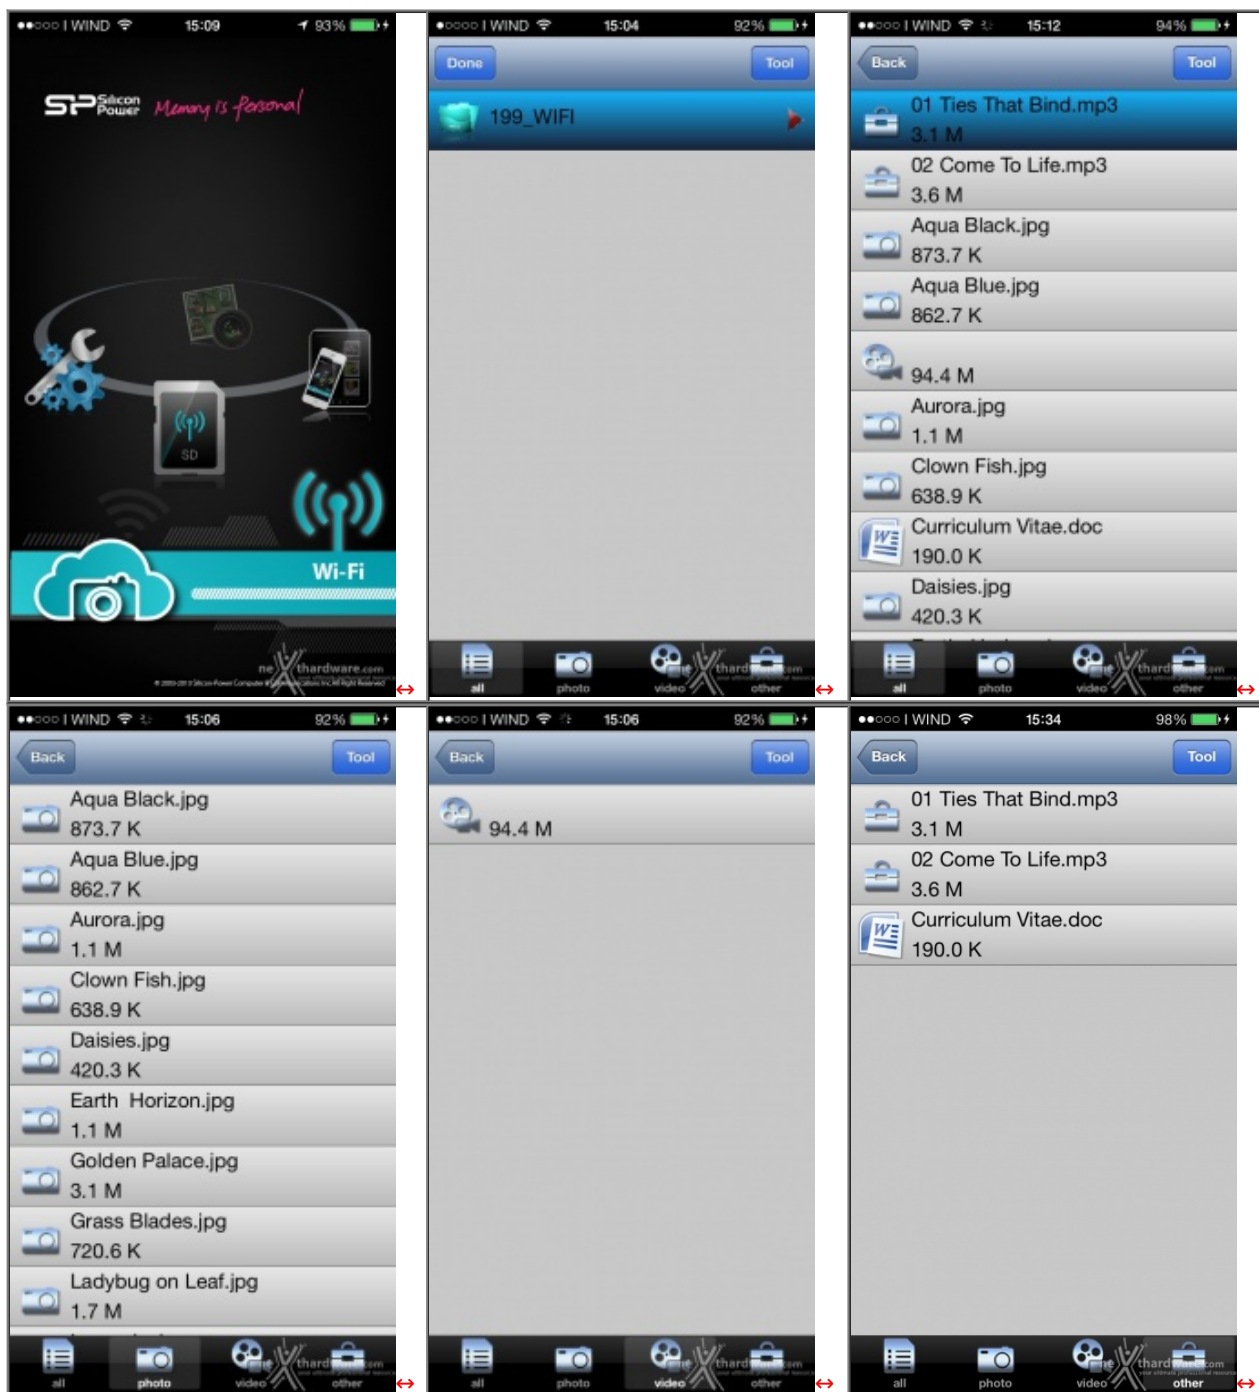 I WIND 15:09 93%
SP Silicon Power Memory is Personal
SD
Wi-Fi
nexthardware.com
I WIND 15:04 92%
Done Tool
199_WIFI
all photo video other
I WIND 15:12 94%
Back Tool
01 Ties That Bind.mp3
3.1 M
02 Come To Life.mp3
3.6 M
Aqua Black.jpg
873.7 K
Aqua Blue.jpg
862.7 K
94.4 M
Aurora.jpg
1.1 M
Clown Fish.jpg
638.9 K
Curriculum Vitae.doc
190.0 K
Daisies.jpg
420.3 K
all photo video other
I WIND 15:06 92%
Back Tool
Aqua Black.jpg
873.7 K
Aqua Blue.jpg
862.7 K
Aurora.jpg
1.1 M
Clown Fish.jpg
638.9 K
Daisies.jpg
420.3 K
Earth Horizon.jpg
1.1 M
Golden Palace.jpg
3.1 M
Grass Blades.jpg
720.6 K
Ladybug on Leaf.jpg
1.7 M
all photo video other
I WIND 15:06 92%
Back Tool
94.4 M
all photo video other
I WIND 15:34 98%
Back Tool
01 Ties That Bind.mp3
3.1 M
02 Come To Life.mp3
3.6 M
Curriculum Vitae.doc
190.0 K
all photo video other